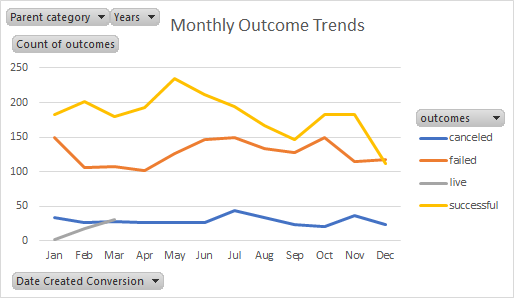 Parent category Years
Monthly Outcome Trends
Count of outcomes
250
200
150
100
50
0
Jan Feb Mar Apr May Jun Jul Aug Sep Oct Nov Dec
outcomes
canceled
failed
live
successful
Date Created Conversion